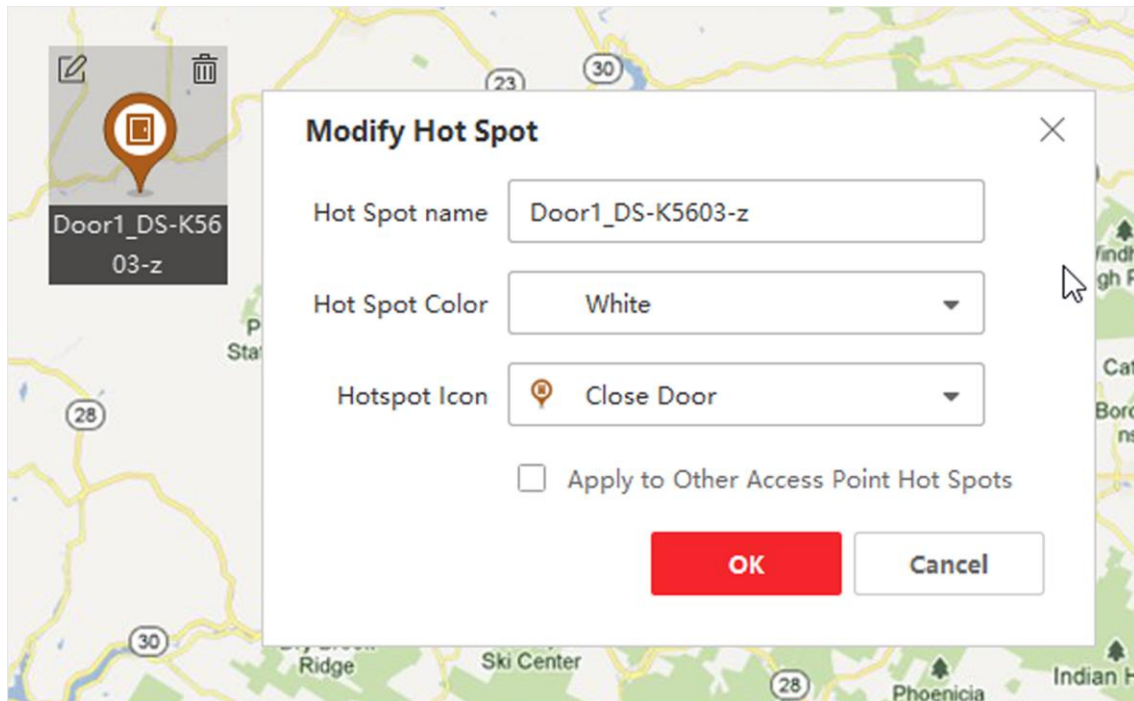 23
30
Door1_DS-K56
03-z
Modify Hot Spot
Hot Spot name
Door1_DS-K5603-z
Hot Spot Color
White
Hotspot Icon
Close Door
Apply to Other Access Point Hot Spots
OK
Cancel
28
30
Ridge
Ski Center
28
Phoenicia
Indian H